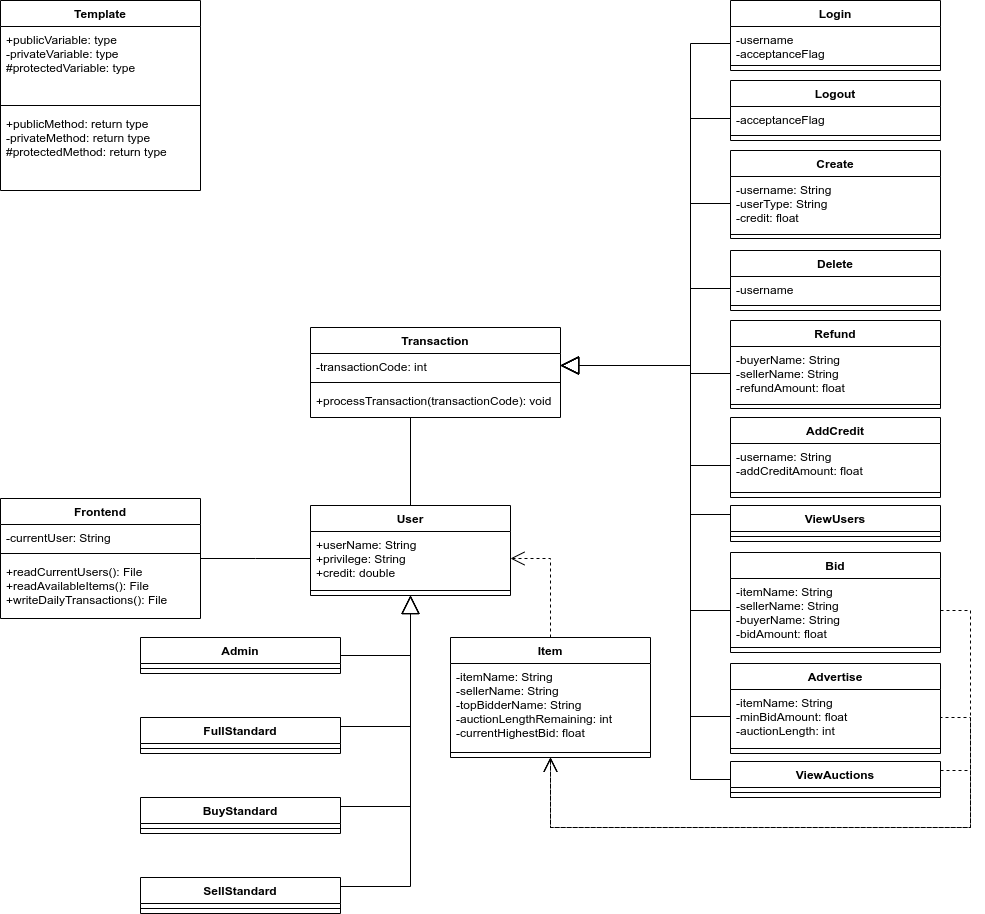 Template
+publicVariable: type
-privateVariable: type
#protectedVariable: type
+publicMethod: return type
-privateMethod: return type
#protectedMethod: return type
Login
-username
-acceptanceFlag
Logout
-acceptanceFlag
Create
-username: String
-userType: String
-credit: float
Delete
-username
Transaction
-transactionCode: int
+processTransaction(transactionCode): void
Refund
-buyerName: String
-sellerName: String
-refundAmount: float
AddCredit
-username: String
-addCreditAmount: float
Frontend
-currentUser: String
+readCurrentUsers(): File
+readAvailableItems(): File
+writeDailyTransactions(): File
User
+userName: String
+privilege: String
+credit: double
ViewUsers
Bid
-itemName: String
-sellerName: String
-buyerName: String
-bidAmount: float
Admin
FullStandard
BuyStandard
SellStandard
Item
-itemName: String
-sellerName: String
-topBidderName: String
-auctionLengthRemaining: int
-currentHighestBid: float
Advertise
-itemName: String
-minBidAmount: float
-auctionLength: int
ViewAuctions